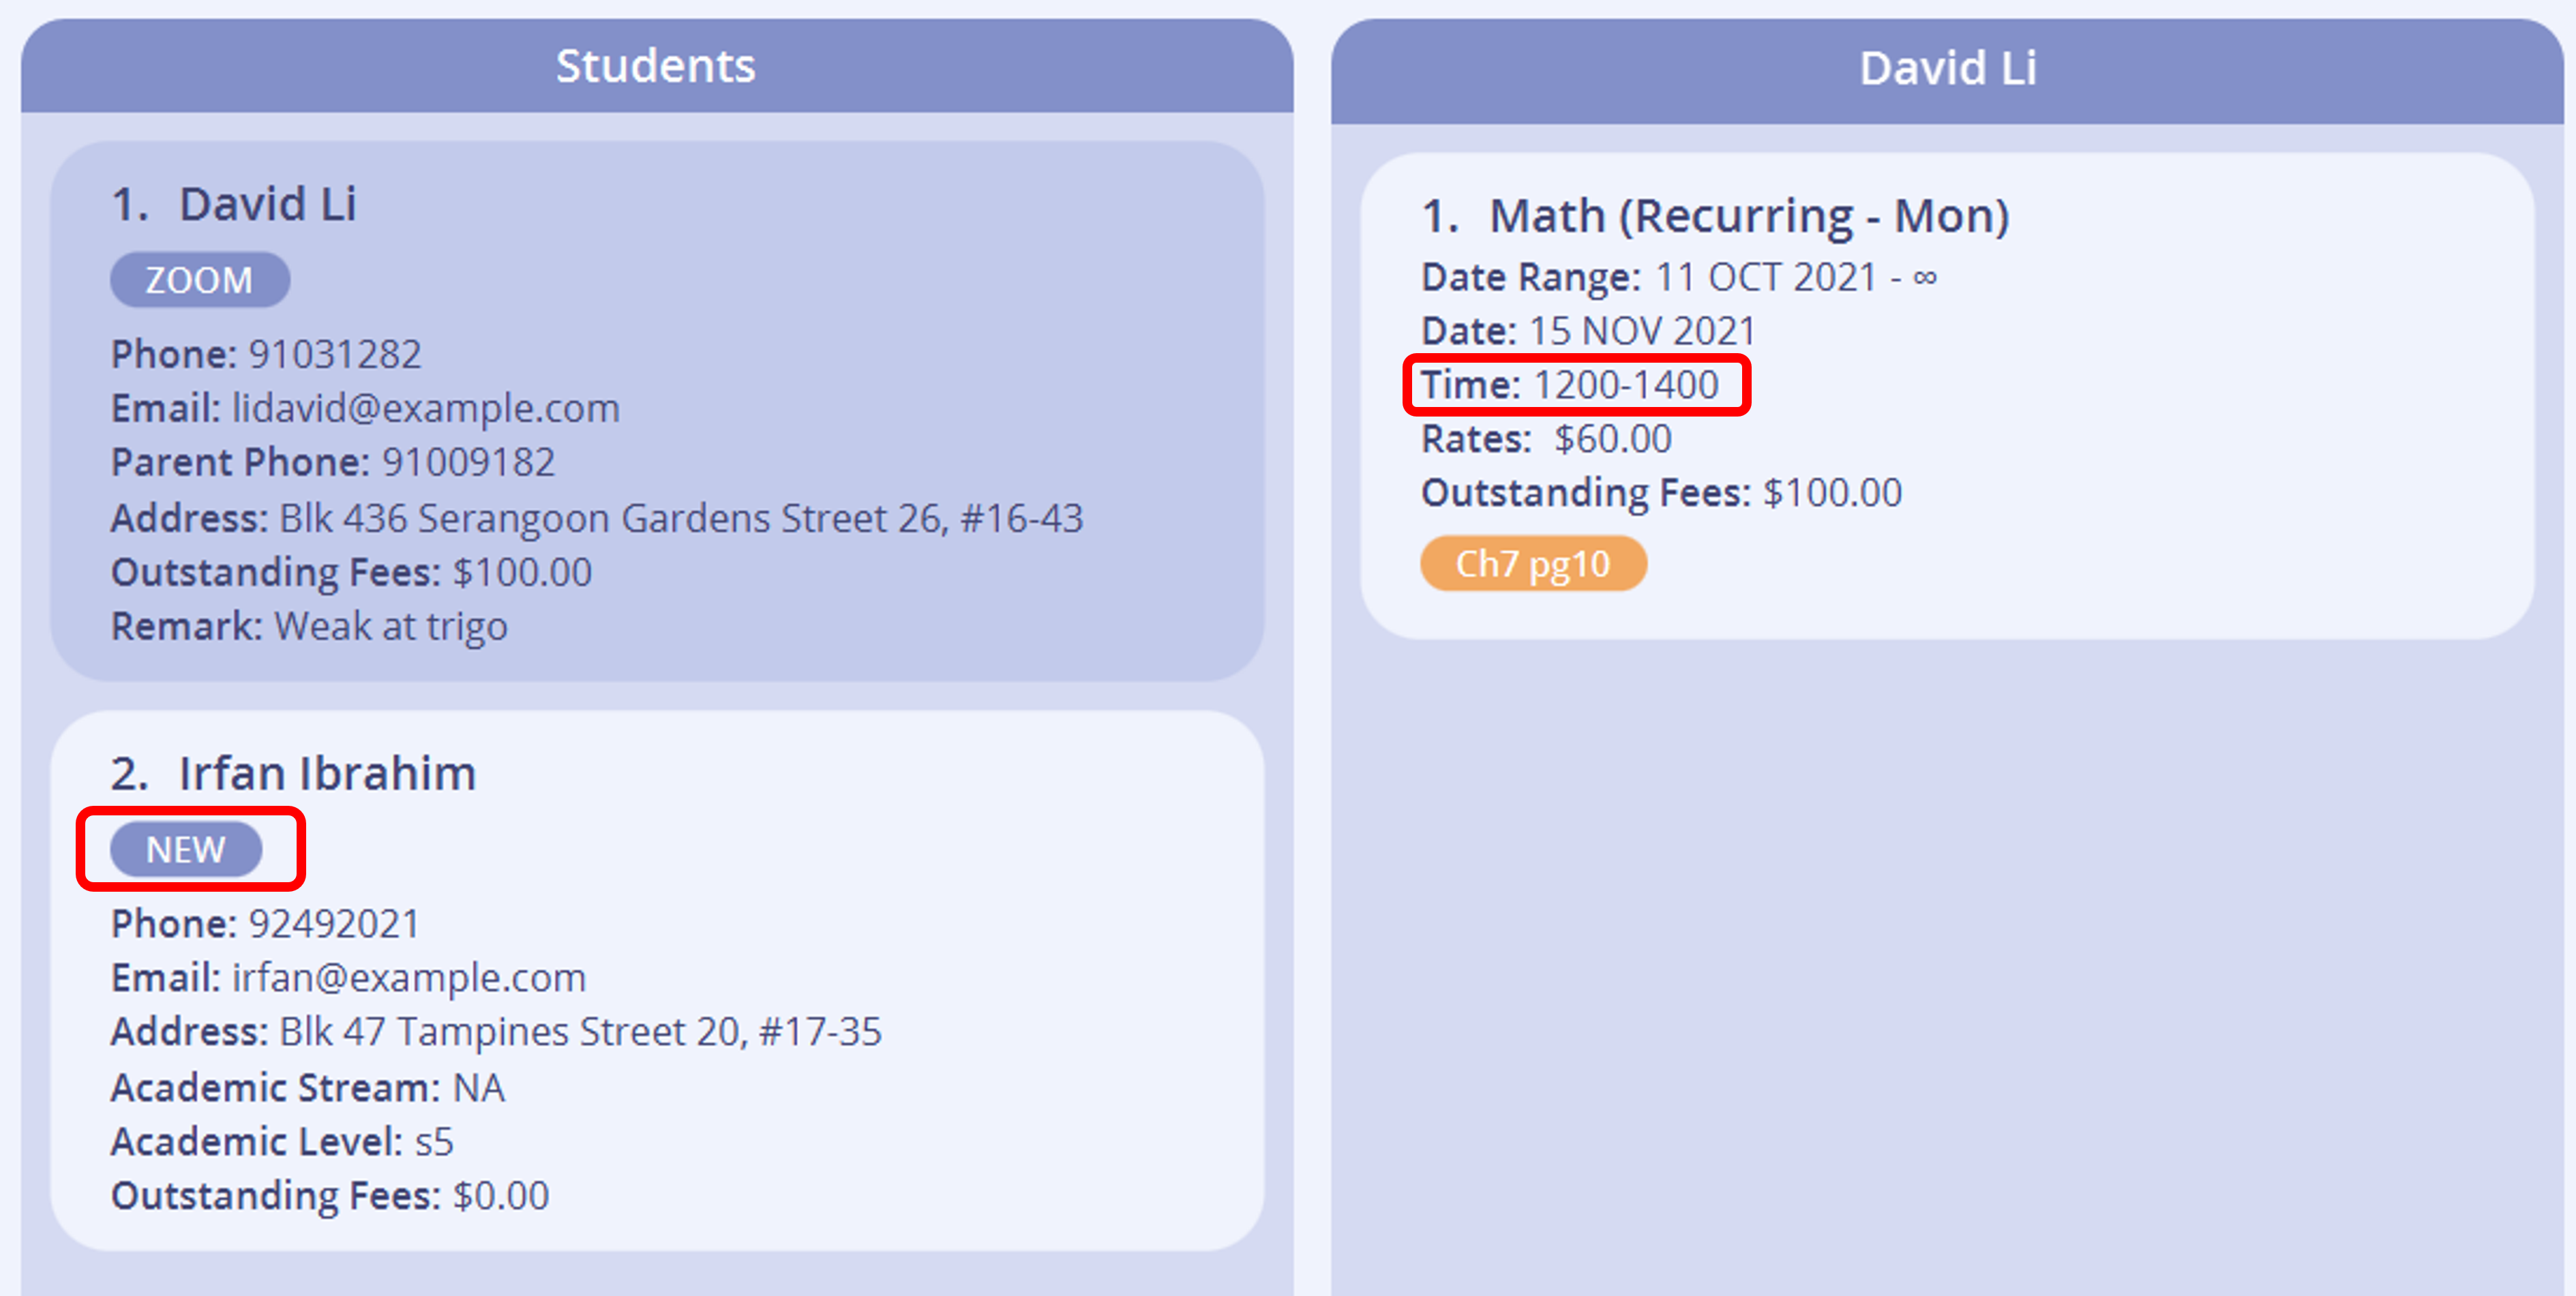 Students
1. David Li
ZOOM
Phone: 91031282
Email: lidavid@example.com
Parent Phone: 91009182
Address: Blk 436 Serangoon Gardens Street 26, #16-43
Outstanding Fees: $100.00
Remark: Weak at trigo
2. Irfan Ibrahim
NEW
Phone: 92492021
Email: irfan@example.com
Address: Blk 47 Tampines Street 20, #17-35
Academic Stream: NA
Academic Level: s5
Outstanding Fees: $0.00
David Li
1. Math (Recurring - Mon)
Date Range: 11 OCT 2021 - ∞
Date: 15 NOV 2021
Time: 1200-1400
Rates: $60.00
Outstanding Fees: $100.00
Ch7 pg10